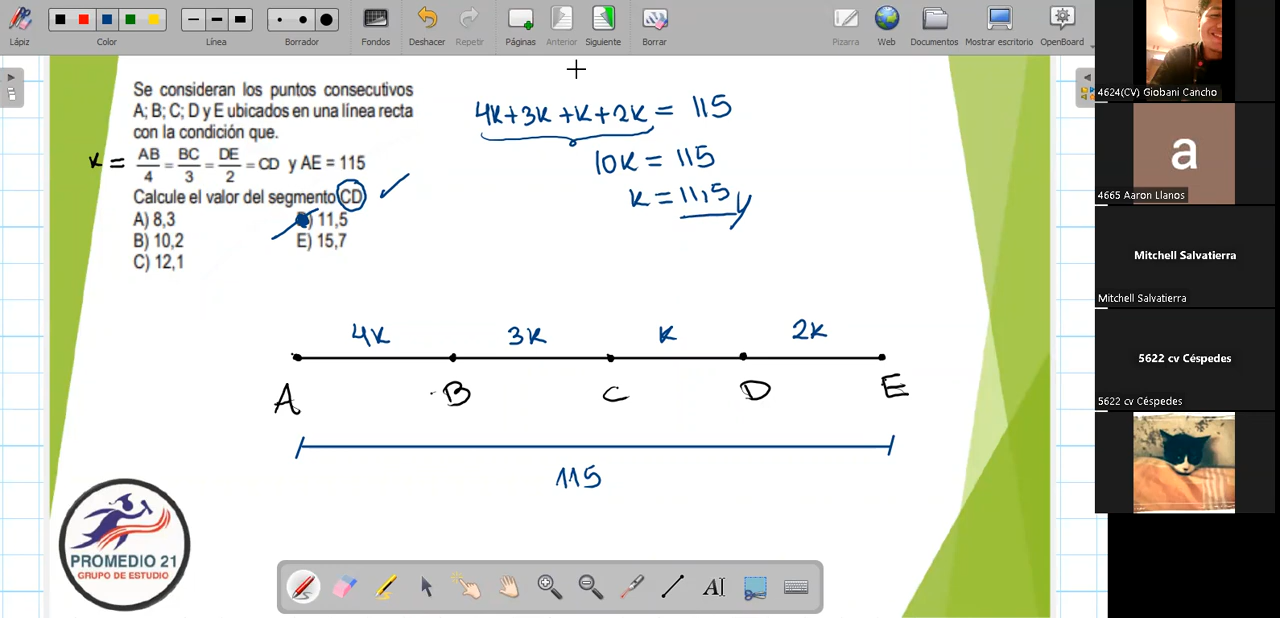 Lápiz
Color
Línea
Borrador
Fondos
Deshacer
Repetir
Páginas
Anterior
Siguiente
Borrar
Pizarra
Web
Documentos
Mostrar escritorio
OpenBoard
Se consideran los puntos consecutivos
A; B; C; D y E ubicados en una línea recta
con la condición que.
K = AB/4 = BC/3 = DE/2 = CD y AE = 115
Calcule el valor del segmento CD
A) 8,3
) 11,5
B) 10,2
E) 15,7
C) 12,1
4K+3K+K+2K = 115
10K = 115
K = 11,5
4K 3K K 2K
A B C D E
115
PROMEDIO 21
GRUPO DE ESTUDIO
AI
4624(CV) Giobani Cancho
a
4665 Aaron Llanos
Mitchell Salvatierra
Mitchell Salvatierra
5622 cv Céspedes
5622 cv Céspedes